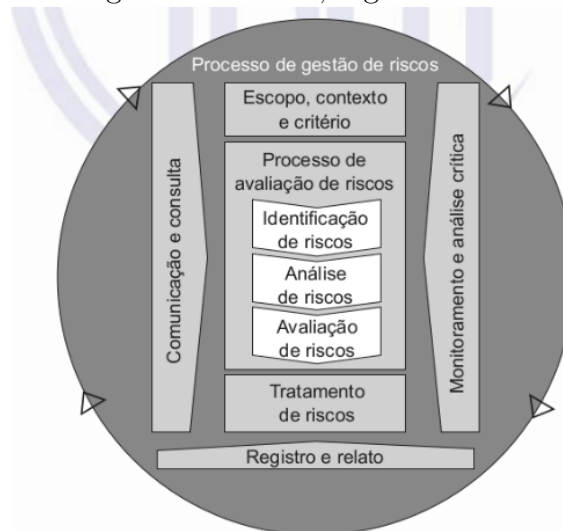 Processo de gestão de riscos
Escopo, contexto
e critério
Comunicação e consulta
Processo de
avaliação de riscos
Identificação
de riscos
Análise
de riscos
Avaliação
de riscos
Monitoramento e análise crítica
Tratamento
de riscos
Registro e relato